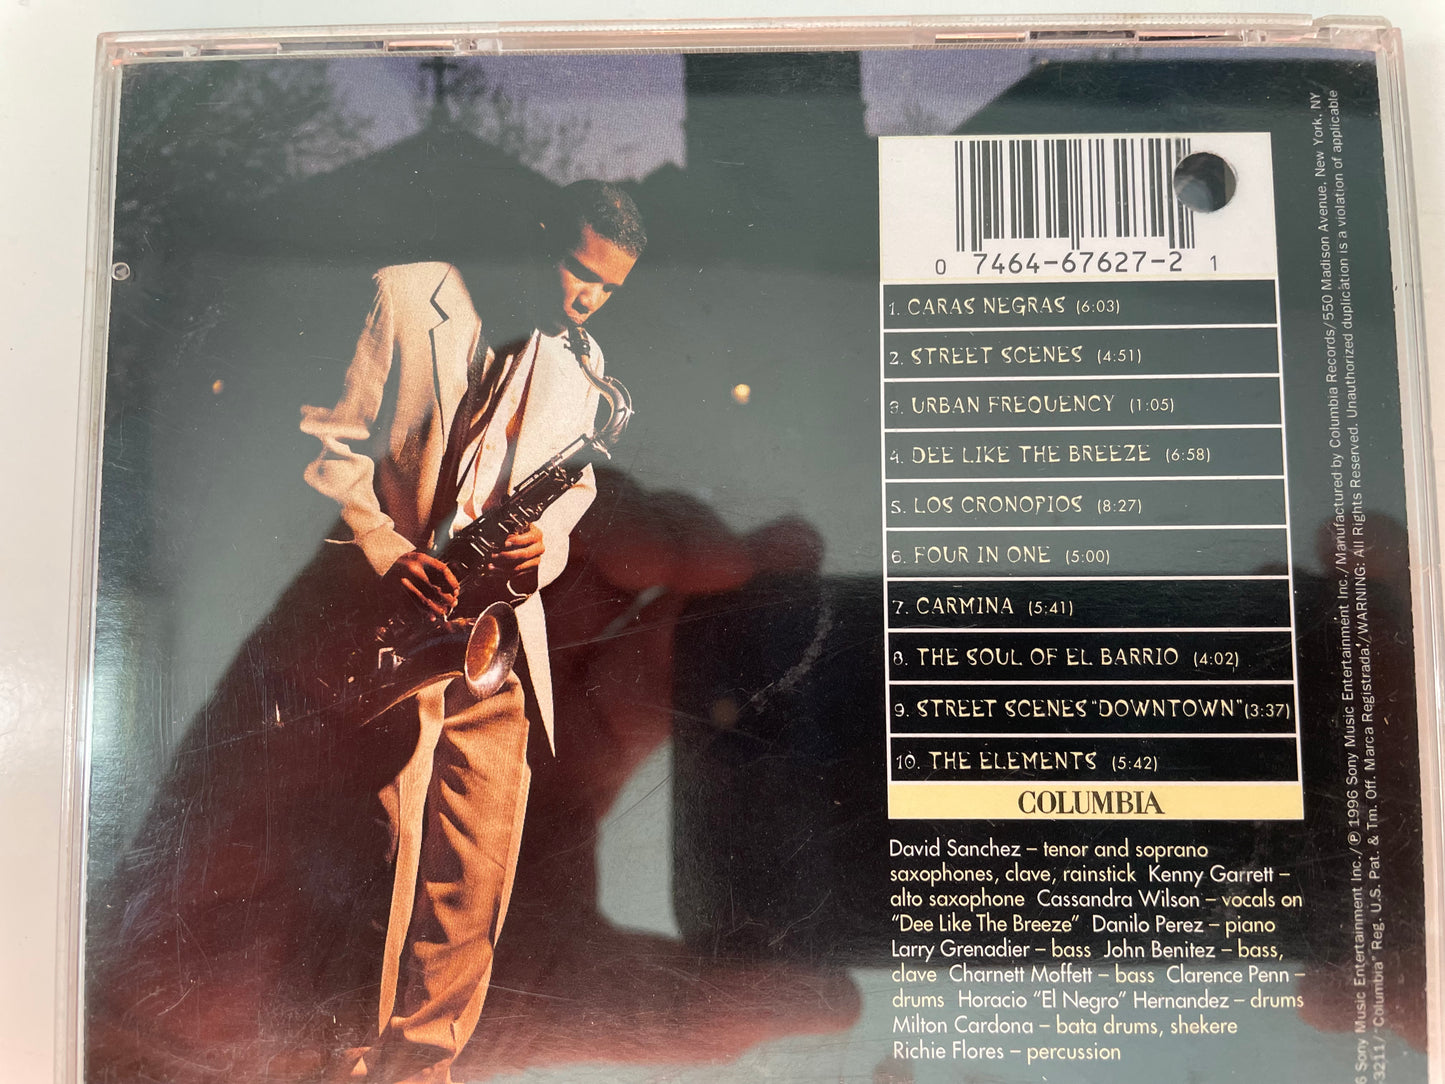 0 7464-67627-2 1
1. CARAS NEGRAS (6:03)
2. STREET SCENES (4:51)
3. URBAN FREQUENCY (1:05)
4. DEE LIKE THE BREEZE (6:58)
5. LOS CRONOPIOS (8:27)
6. FOUR IN ONE (5:00)
7. CARMINA (5:41)
8. THE SOUL OF EL BARRIO (4:02)
9. STREET SCENES "DOWNTOWN" (3:37)
10. THE ELEMENTS (5:42)
COLUMBIA
David Sanchez – tenor and soprano
saxophones, clave, rainstick Kenny Garrett –
alto saxophone Cassandra Wilson – vocals on
"Dee Like The Breeze" Danilo Perez – piano
Larry Grenadier – bass John Benitez – bass,
clave Charnett Moffett – bass Clarence Penn –
drums Horacio "El Negro" Hernandez – drums
Milton Cardona – bata drums, shekere
Richie Flores – percussion
6 Sony Music Entertainment Inc./℗ 1996 Sony Music Entertainment Inc./Manufactured by Columbia Records/550 Madison Avenue, New York, NY
3211/"Columbia" Reg. U.S. Pat. & Tm. Off. Marca Registrada./WARNING: All Rights Reserved. Unauthorized duplication is a violation of applicable